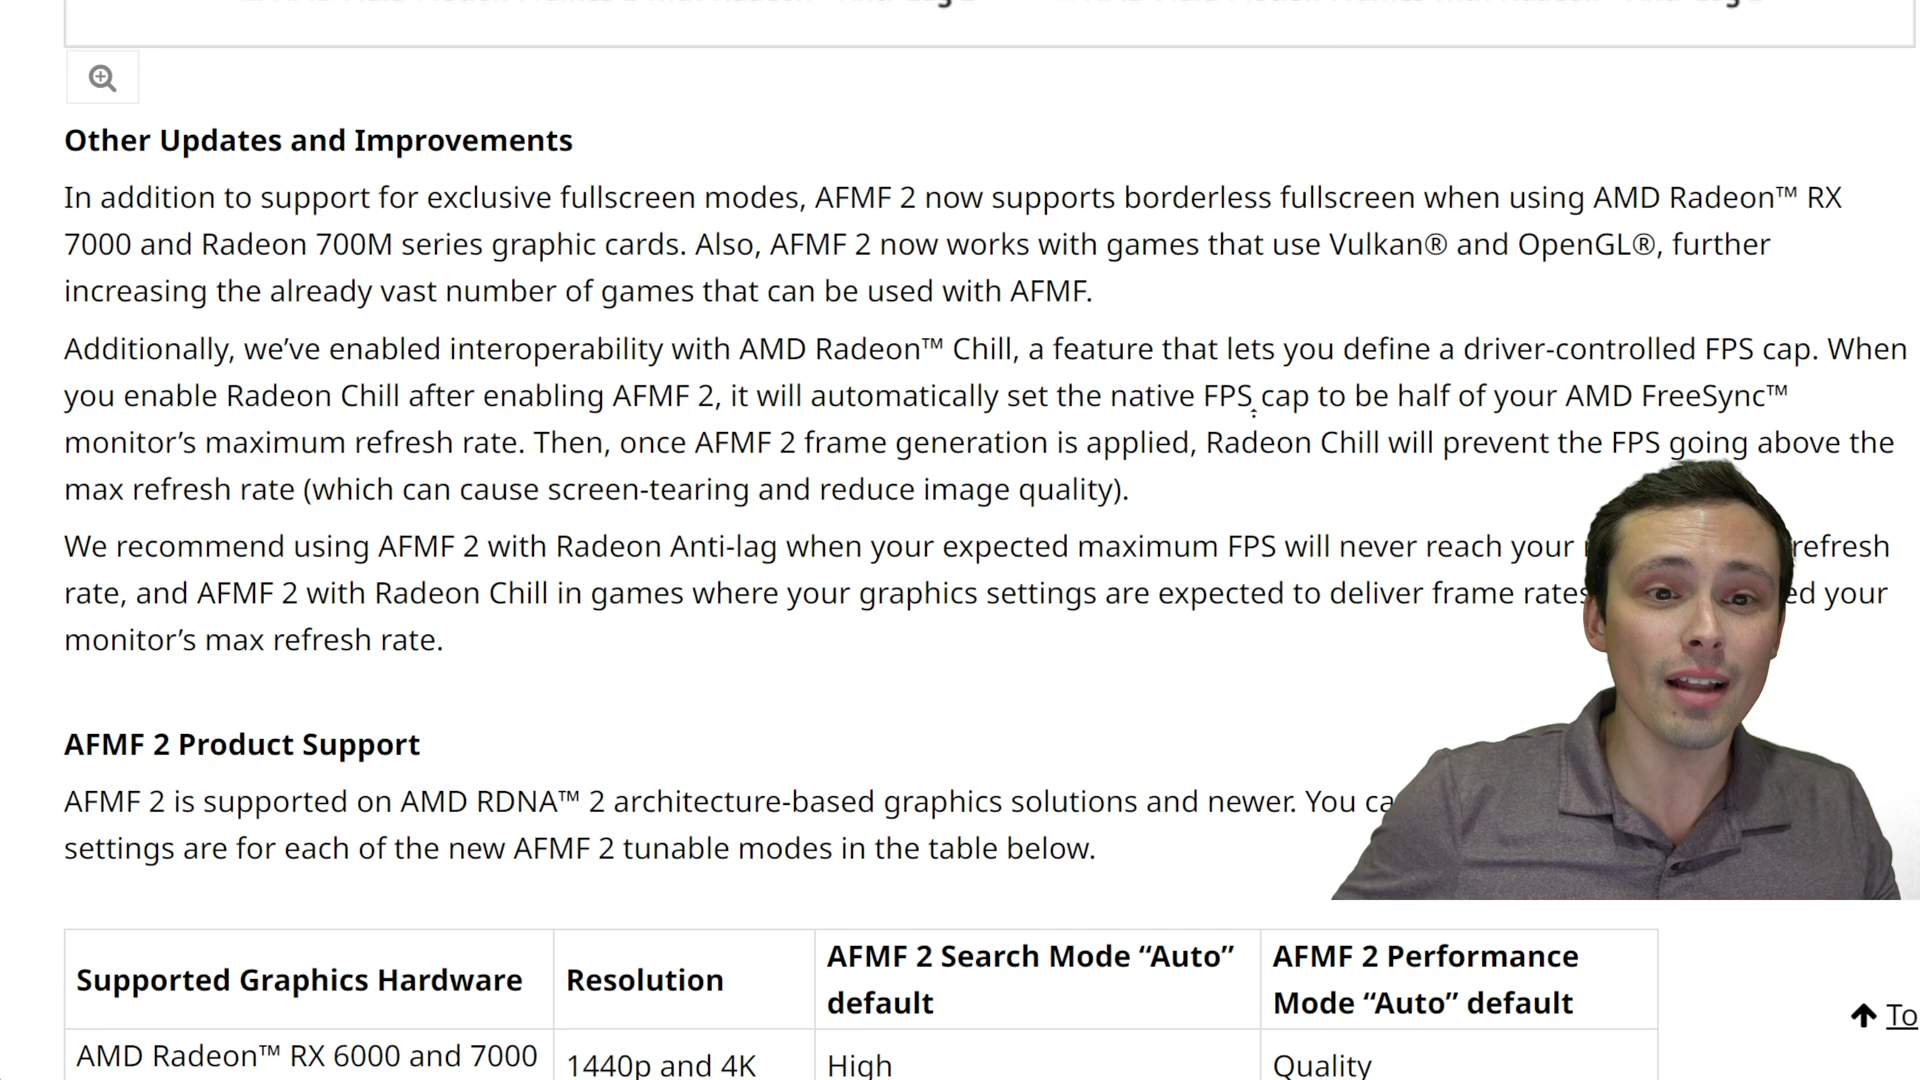 Other Updates and Improvements
In addition to support for exclusive fullscreen modes, AFMF 2 now supports borderless fullscreen when using AMD Radeon™ RX
7000 and Radeon 700M series graphic cards. Also, AFMF 2 now works with games that use Vulkan® and OpenGL®, further
increasing the already vast number of games that can be used with AFMF.
Additionally, we’ve enabled interoperability with AMD Radeon™ Chill, a feature that lets you define a driver-controlled FPS cap. When
you enable Radeon Chill after enabling AFMF 2, it will automatically set the native FPS cap to be half of your AMD FreeSync™
monitor’s maximum refresh rate. Then, once AFMF 2 frame generation is applied, Radeon Chill will prevent the FPS going above the
max refresh rate (which can cause screen-tearing and reduce image quality).
We recommend using AFMF 2 with Radeon Anti-lag when your expected maximum FPS will never reach your refresh
rate, and AFMF 2 with Radeon Chill in games where your graphics settings are expected to deliver frame rates your
monitor’s max refresh rate.
AFMF 2 Product Support
AFMF 2 is supported on AMD RDNA™ 2 architecture-based graphics solutions and newer. You
settings are for each of the new AFMF 2 tunable modes in the table below.
Supported Graphics Hardware
Resolution
AFMF 2 Search Mode “Auto”
default
AFMF 2 Performance
Mode “Auto” default
To
AMD Radeon™ RX 6000 and 7000
1440p and 4K
High
Quality